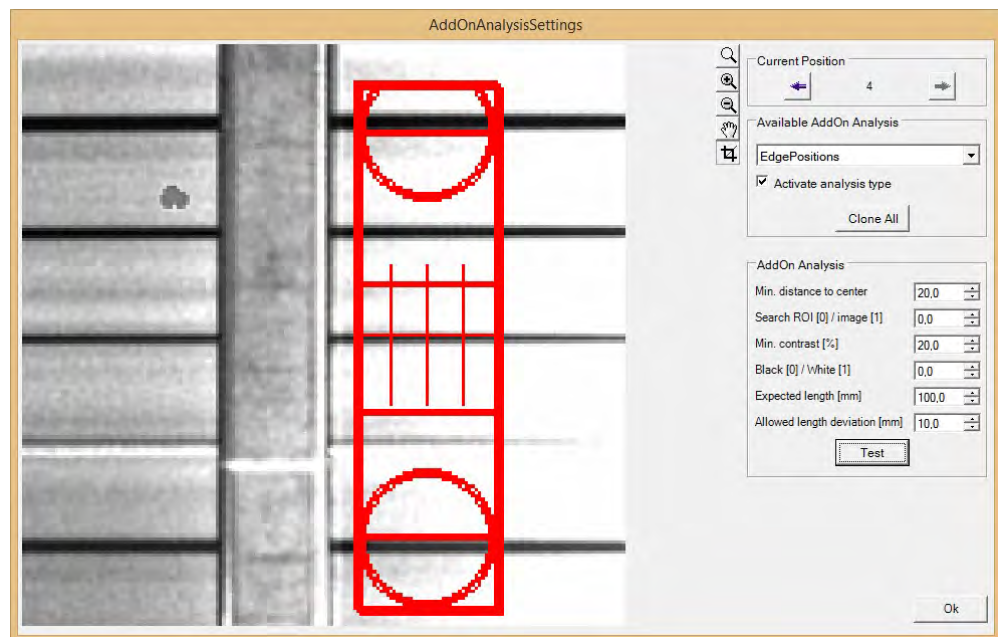 AddOnAnalysisSettings
Current Position
4
Available AddOn Analysis
EdgePositions
Activate analysis type
Clone All
AddOn Analysis
Min. distance to center 20,0
Search ROI [0] / image [1] 0,0
Min. contrast [%] 20,0
Black [0] / White [1] 0,0
Expected length [mm] 100,0
Allowed length deviation [mm] 10,0
Test
Ok